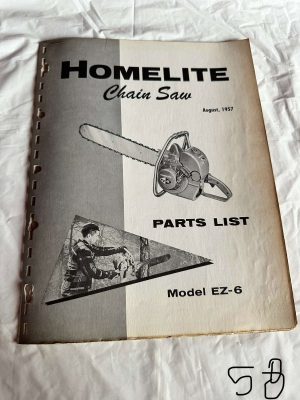 HOMELITE
Chain Saw
August, 1957
PARTS LIST
Model EZ-6